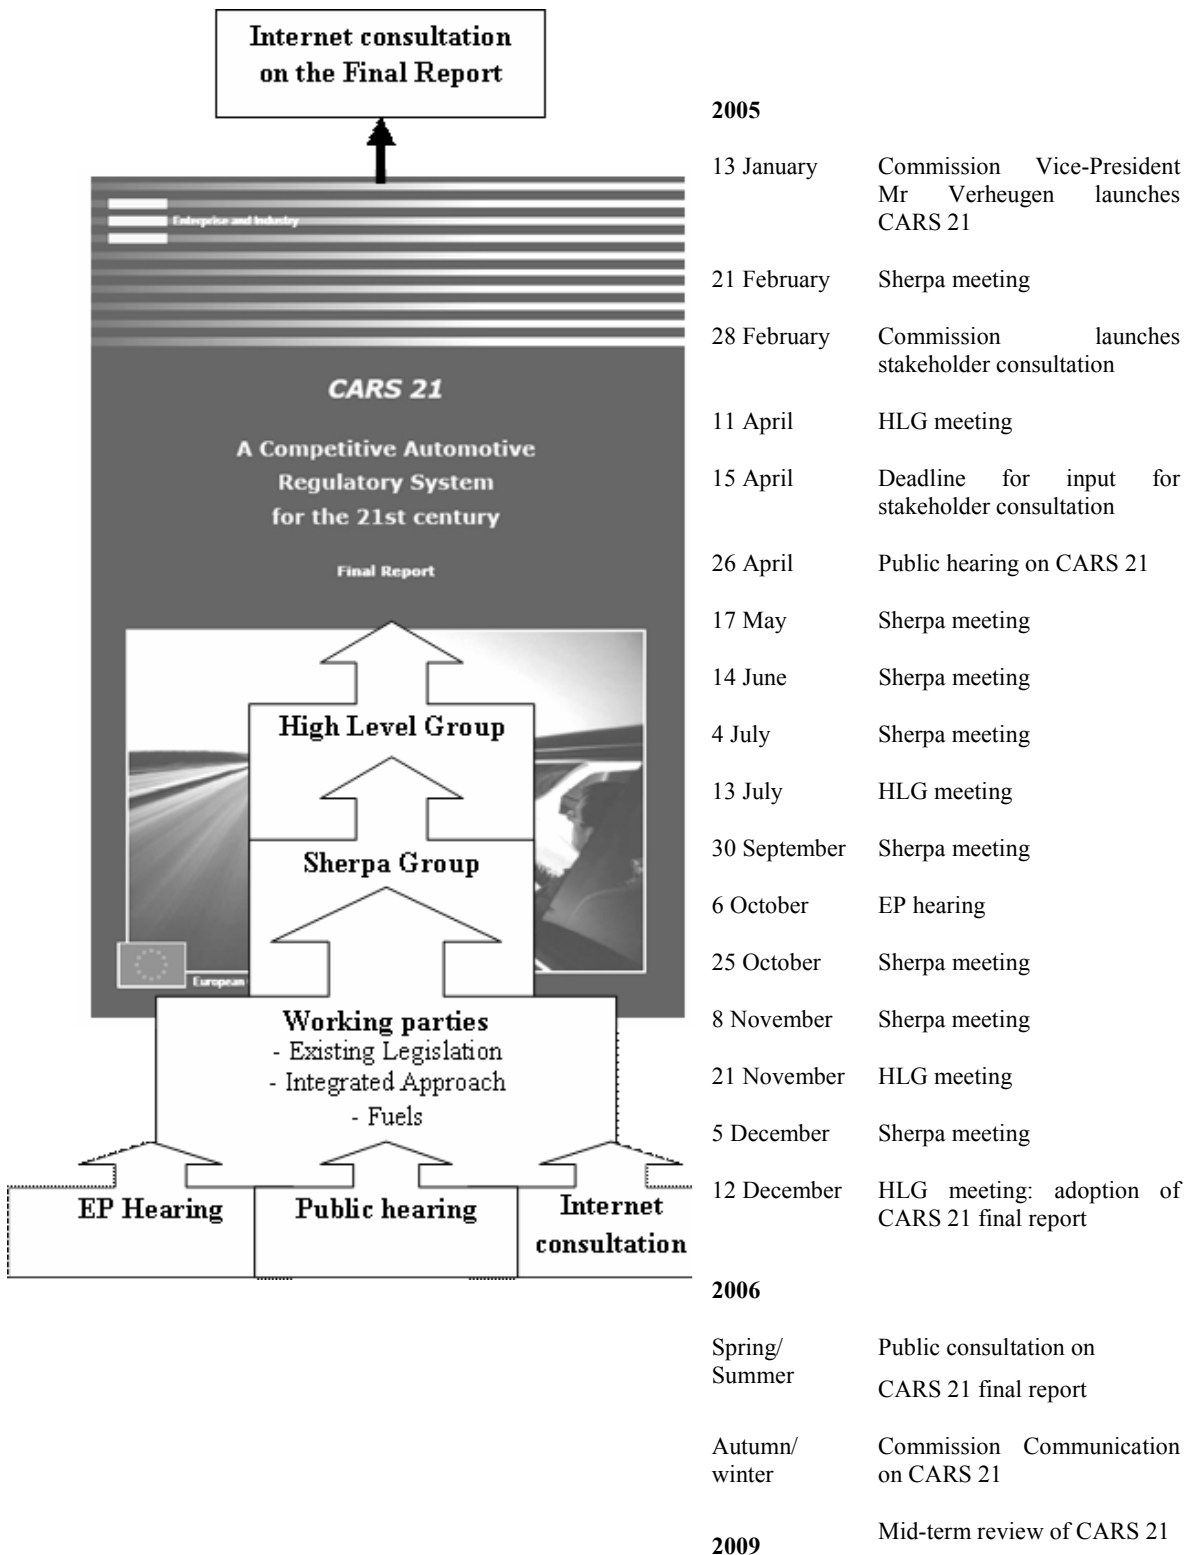 Internet consultation
on the Final Report
Enterprise and Industry
CARS 21
A Competitive Automotive
Regulatory System
for the 21st century
Final Report
High Level Group
Sherpa Group
European
Working parties
- Existing Legislation
- Integrated Approach
- Fuels
EP Hearing
Public hearing
Internet
consultation
2005
13 January Commission Vice-President
Mr Verheugen launches
CARS 21
21 February Sherpa meeting
28 February Commission launches
stakeholder consultation
11 April HLG meeting
15 April Deadline for input for
stakeholder consultation
26 April Public hearing on CARS 21
17 May Sherpa meeting
14 June Sherpa meeting
4 July Sherpa meeting
13 July HLG meeting
30 September Sherpa meeting
6 October EP hearing
25 October Sherpa meeting
8 November Sherpa meeting
21 November HLG meeting
5 December Sherpa meeting
12 December HLG meeting: adoption of
CARS 21 final report
2006
Spring/ Public consultation on
Summer
CARS 21 final report
Autumn/ Commission Communication
winter on CARS 21
Mid-term review of CARS 21
2009